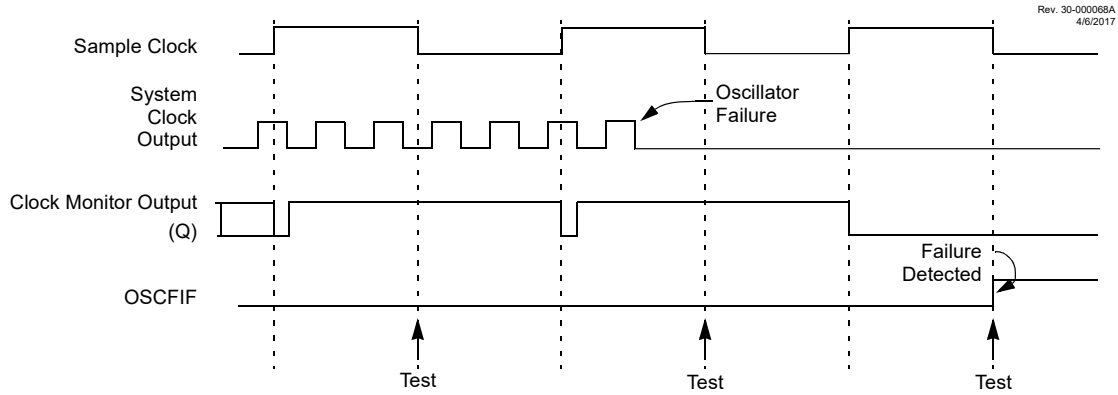 Rev. 30-000068A
4/6/2017
Sample Clock
System
Clock
Output
Oscillator
Failure
Clock Monitor Output
(Q)
Failure
Detected
OSCFIF
Test
Test
Test